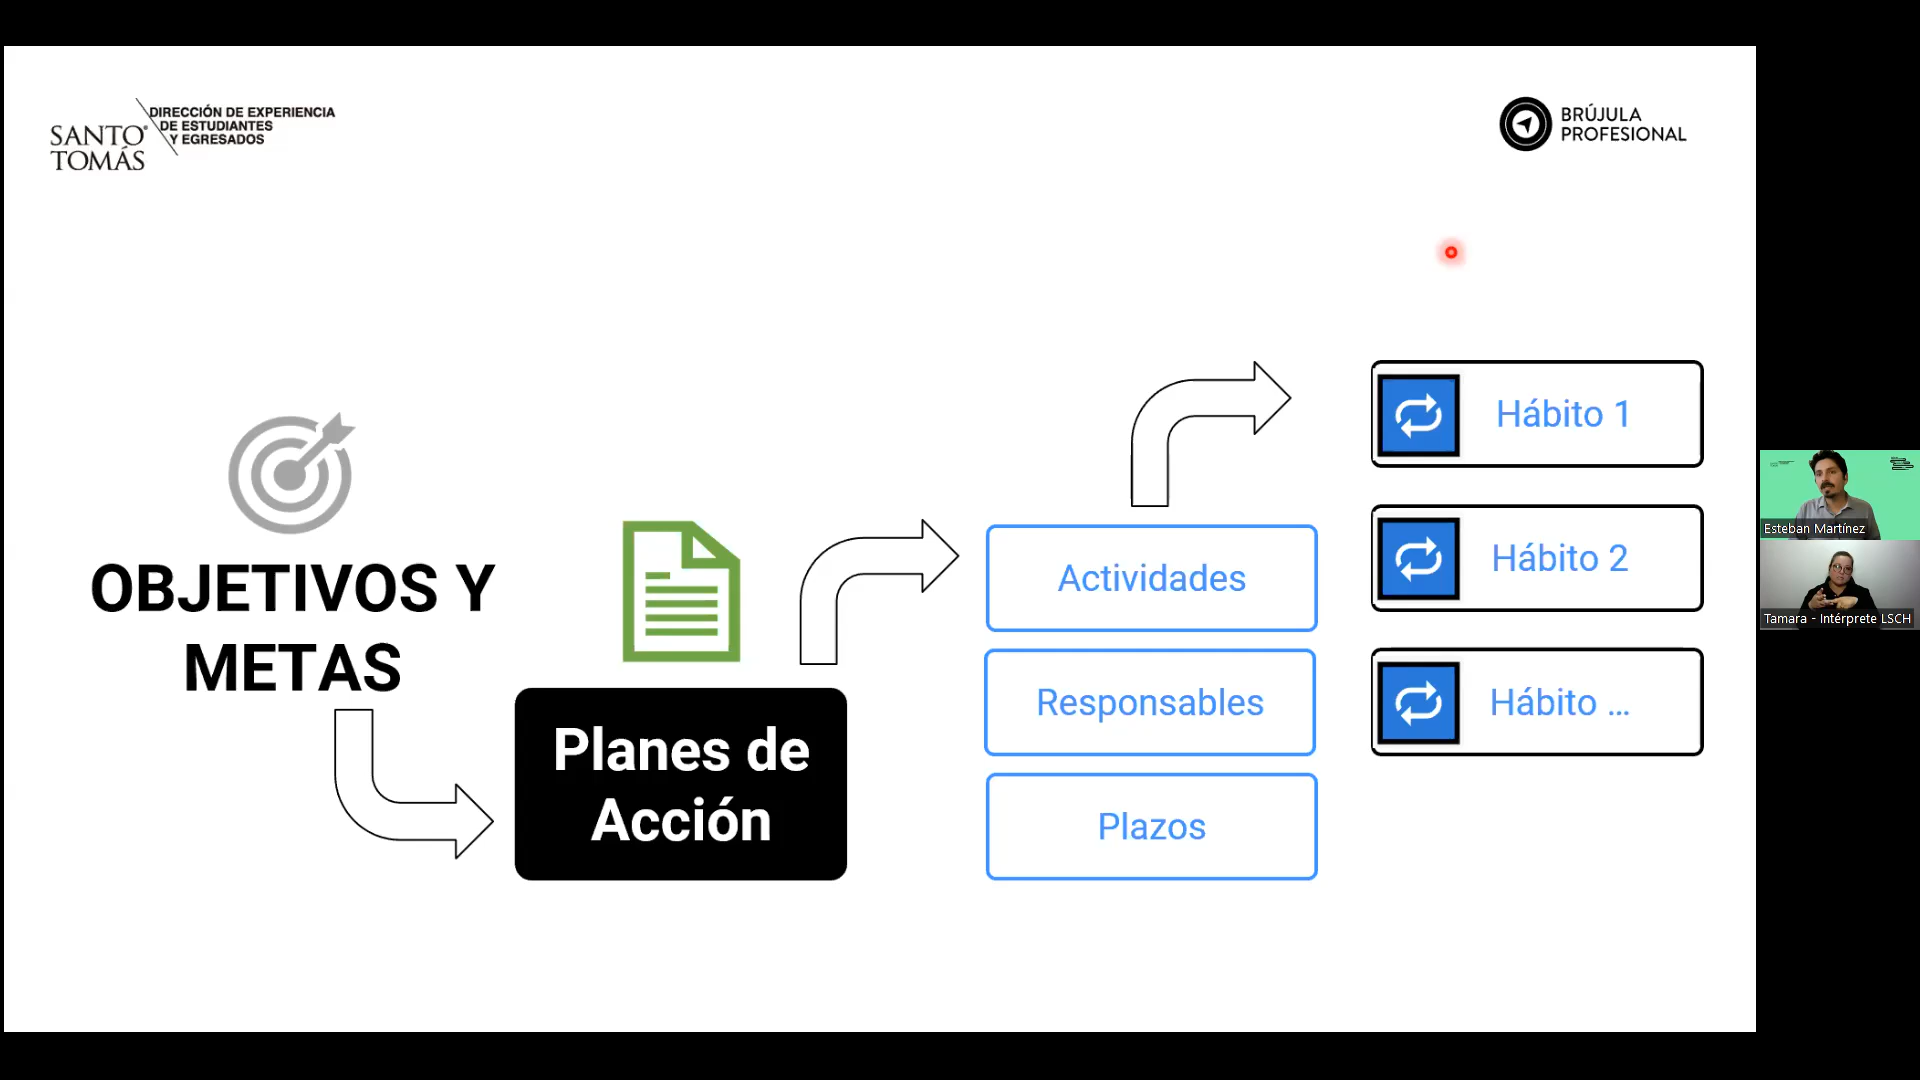 SANTO
TOMÁS
DIRECCIÓN DE EXPERIENCIA
DE ESTUDIANTES
Y EGRESADOS
BRÚJULA
PROFESIONAL
OBJETIVOS Y
METAS
Planes de
Acción
Actividades
Responsables
Plazos
Hábito 1
Hábito 2
Hábito ...
Esteban Martínez
Tamara - Intérprete LSCH